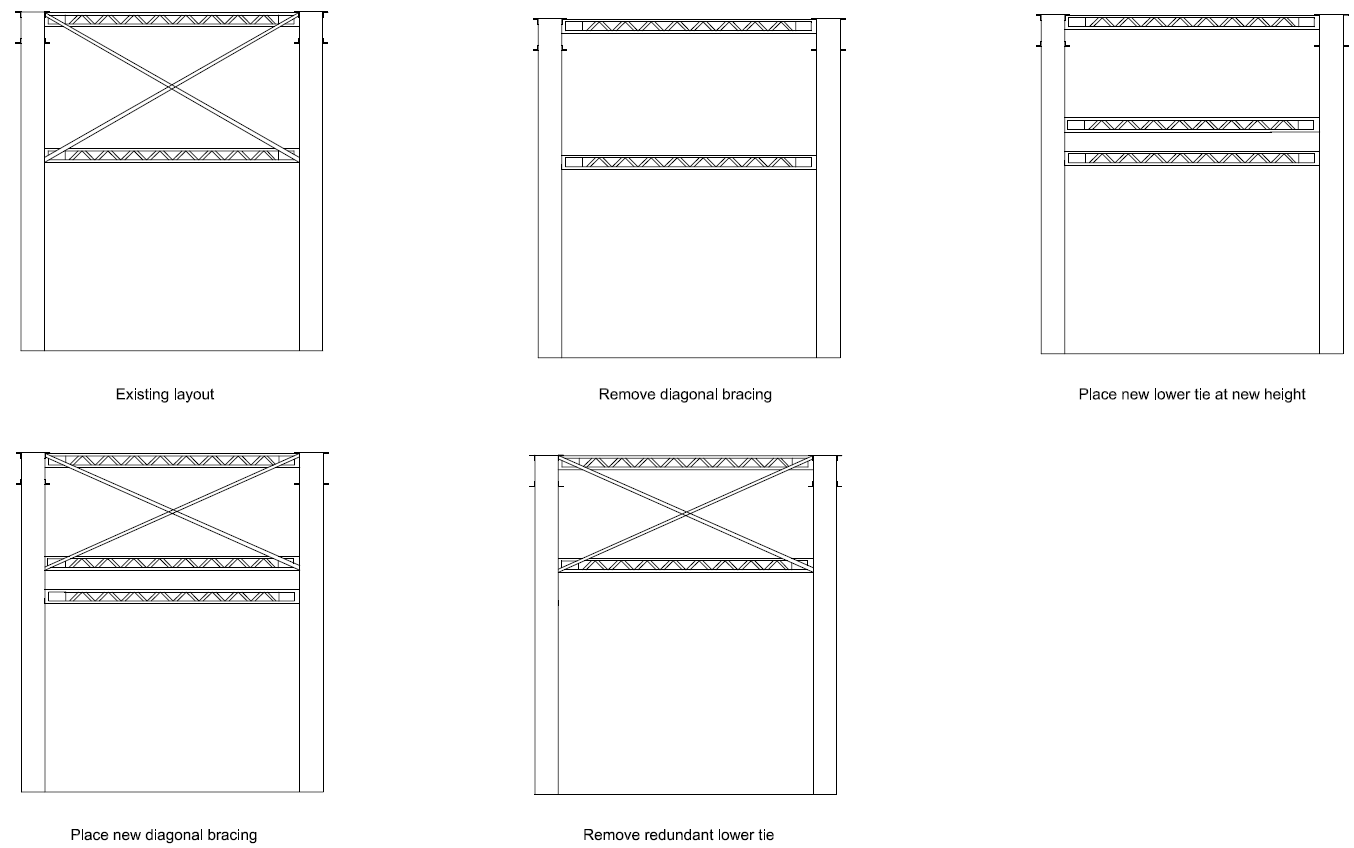 Existing layout
Remove diagonal bracing
Place new lower tie at new height
Place new diagonal bracing
Remove redundant lower tie